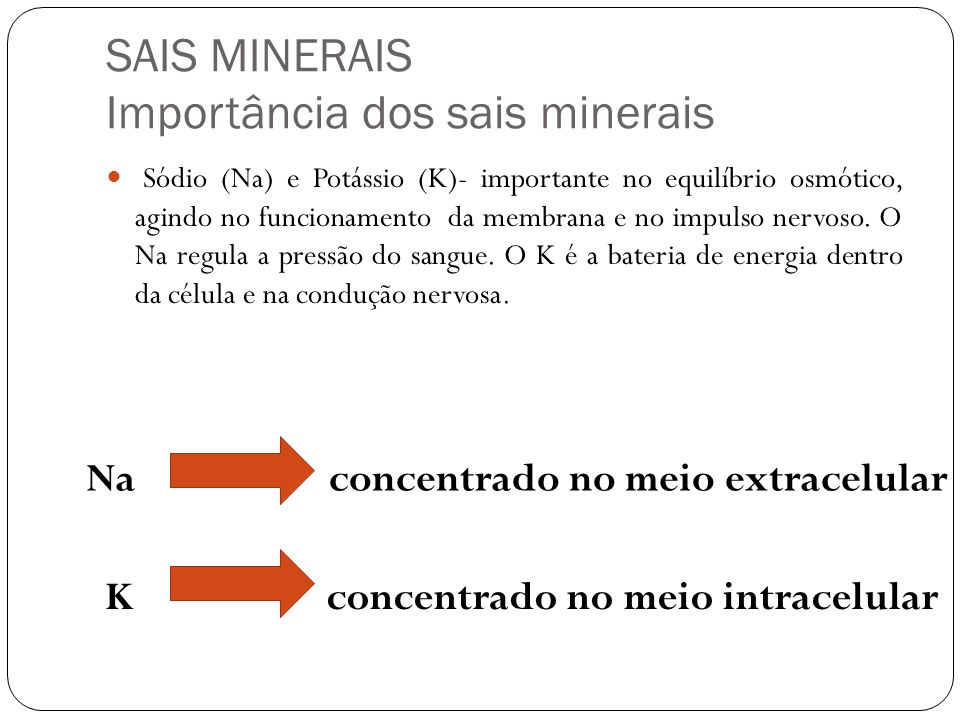 SAIS MINERAIS
Importância dos sais minerais
Sódio (Na) e Potássio (K)- importante no equilíbrio osmótico,
agindo no funcionamento da membrana e no impulso nervoso. O
Na regula a pressão do sangue. O K é a bateria de energia dentro
da célula e na condução nervosa.
Na concentrado no meio extracelular
K concentrado no meio intracelular